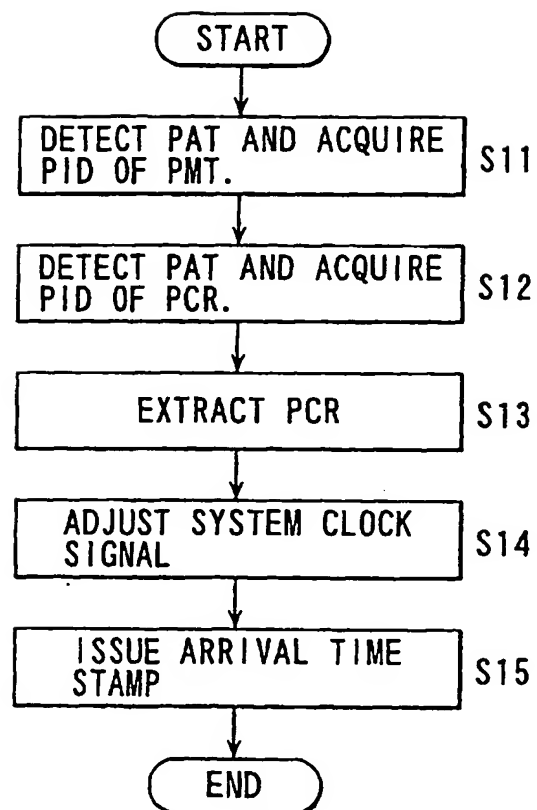 START
DETECT PAT AND ACQUIRE
PID OF PMT.
S11
DETECT PAT AND ACQUIRE
PID OF PCR.
S12
EXTRACT PCR
S13
ADJUST SYSTEM CLOCK
SIGNAL
S14
ISSUE ARRIVAL TIME
STAMP
S15
END